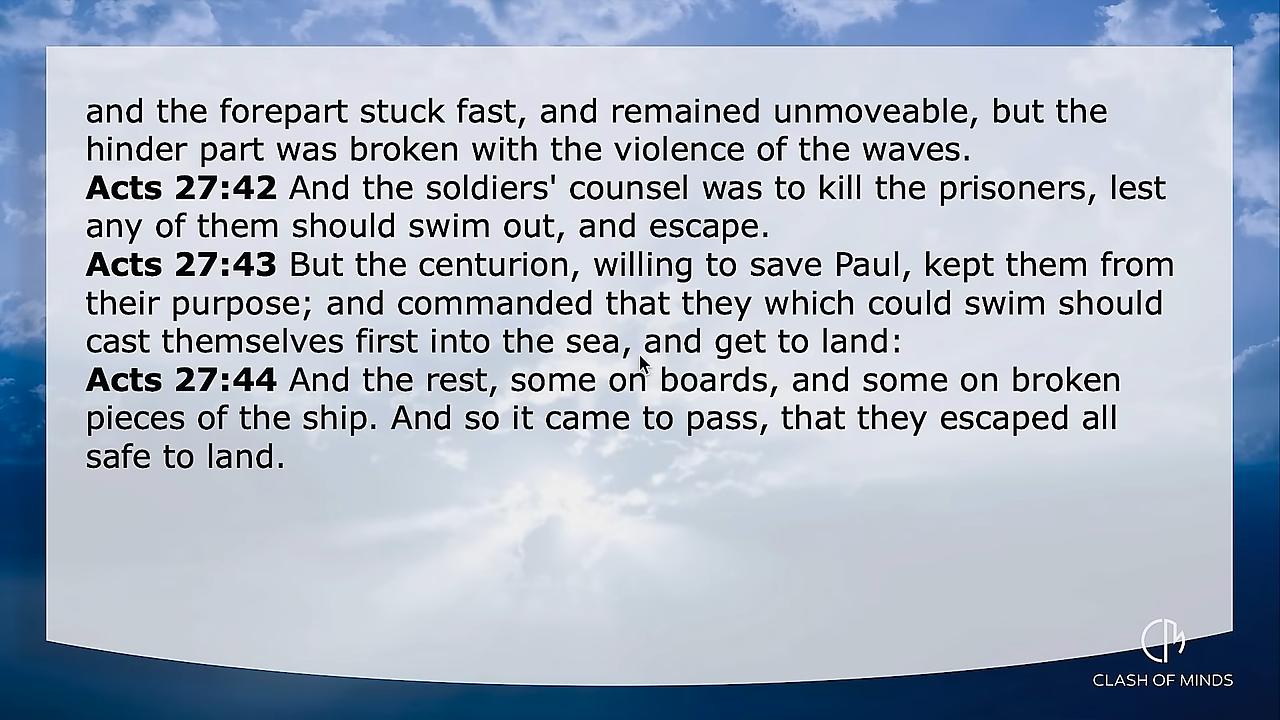 and the forepart stuck fast, and remained unmoveable, but the
hinder part was broken with the violence of the waves.
Acts 27:42 And the soldiers' counsel was to kill the prisoners, lest
any of them should swim out, and escape.
Acts 27:43 But the centurion, willing to save Paul, kept them from
their purpose; and commanded that they which could swim should
cast themselves first into the sea, and get to land:
Acts 27:44 And the rest, some on boards, and some on broken
pieces of the ship. And so it came to pass, that they escaped all
safe to land.
CLASH OF MINDS